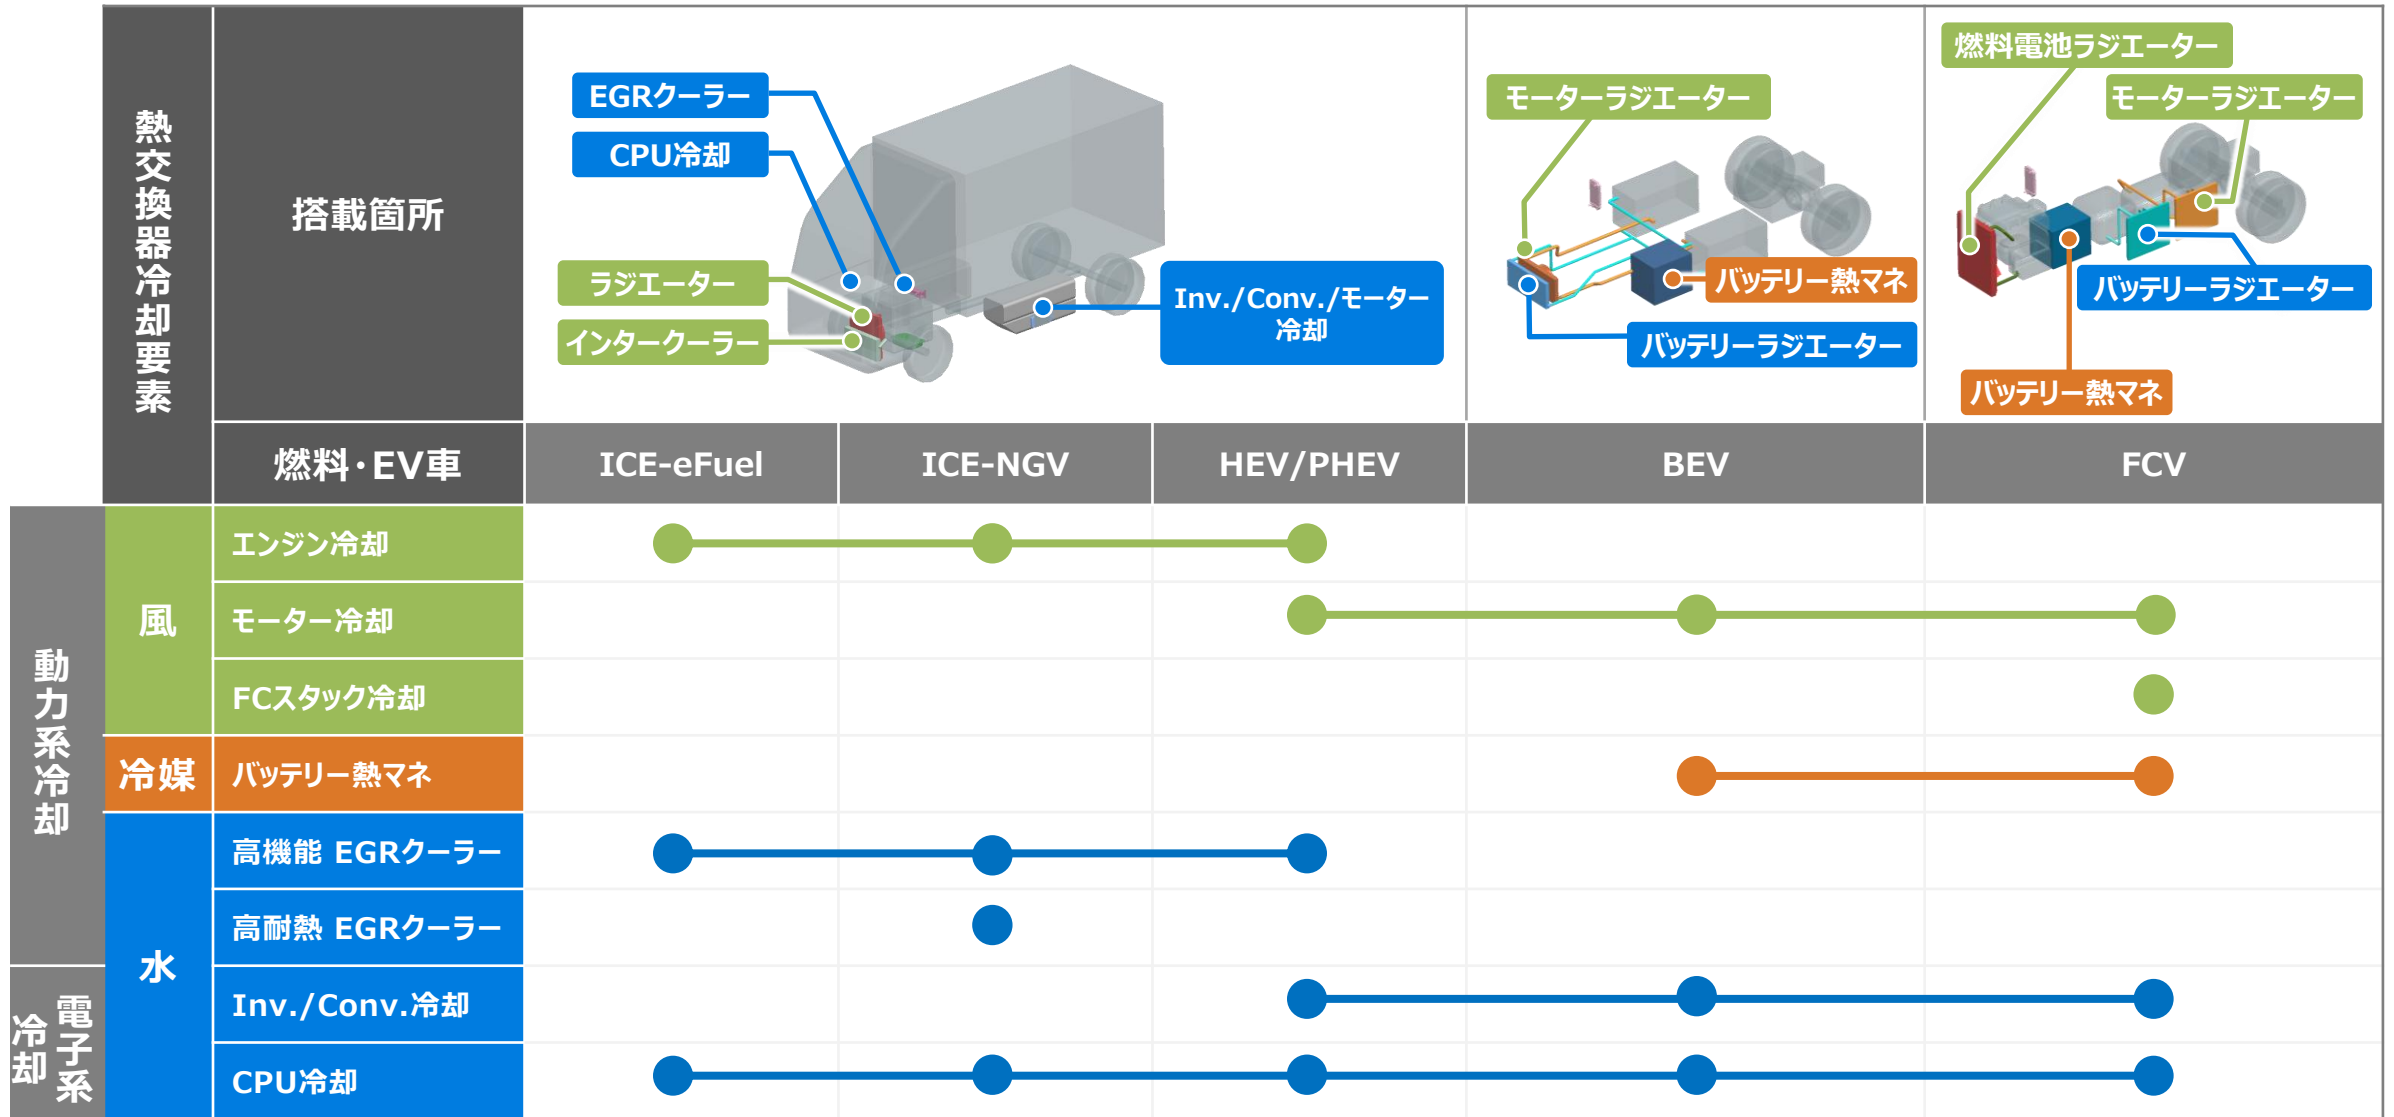 熱交換器冷却要素
搭載箇所
EGRクーラー
CPU冷却
ラジエーター
インタークーラー
Inv./Conv./モーター
冷却
モーターラジエーター
バッテリー熱マネ
バッテリーラジエーター
燃料電池ラジエーター
モーターラジエーター
バッテリーラジエーター
バッテリー熱マネ
燃料・EV車
ICE-eFuel
ICE-NGV
HEV/PHEV
BEV
FCV
動力系冷却
風
エンジン冷却
モーター冷却
FCスタック冷却
冷媒
バッテリー熱マネ
水
高機能 EGRクーラー
高耐熱 EGRクーラー
電子系
冷却
Inv./Conv.冷却
CPU冷却